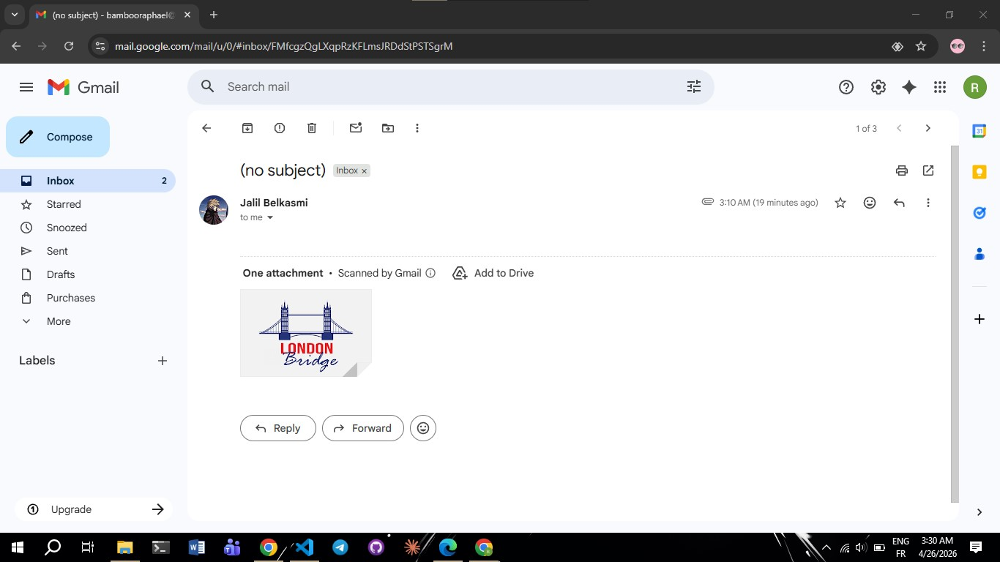 (no subject) - bambooraphael@
mail.google.com/mail/u/0/#inbox/FMfcgzQgLXqpRzKFLmsJRDdStPSTSgrM
Gmail
Search mail
R
Compose
1 of 3
Inbox 2
(no subject) Inbox ×
Starred
Jalil Belkasmi 3:10 AM (19 minutes ago)
to me
Snoozed
Sent
Drafts
One attachment • Scanned by Gmail Add to Drive
Purchases
More
LONDON
Bridge
Labels
Reply Forward
Upgrade
31
ENG 3:30 AM
FR 4/26/2026